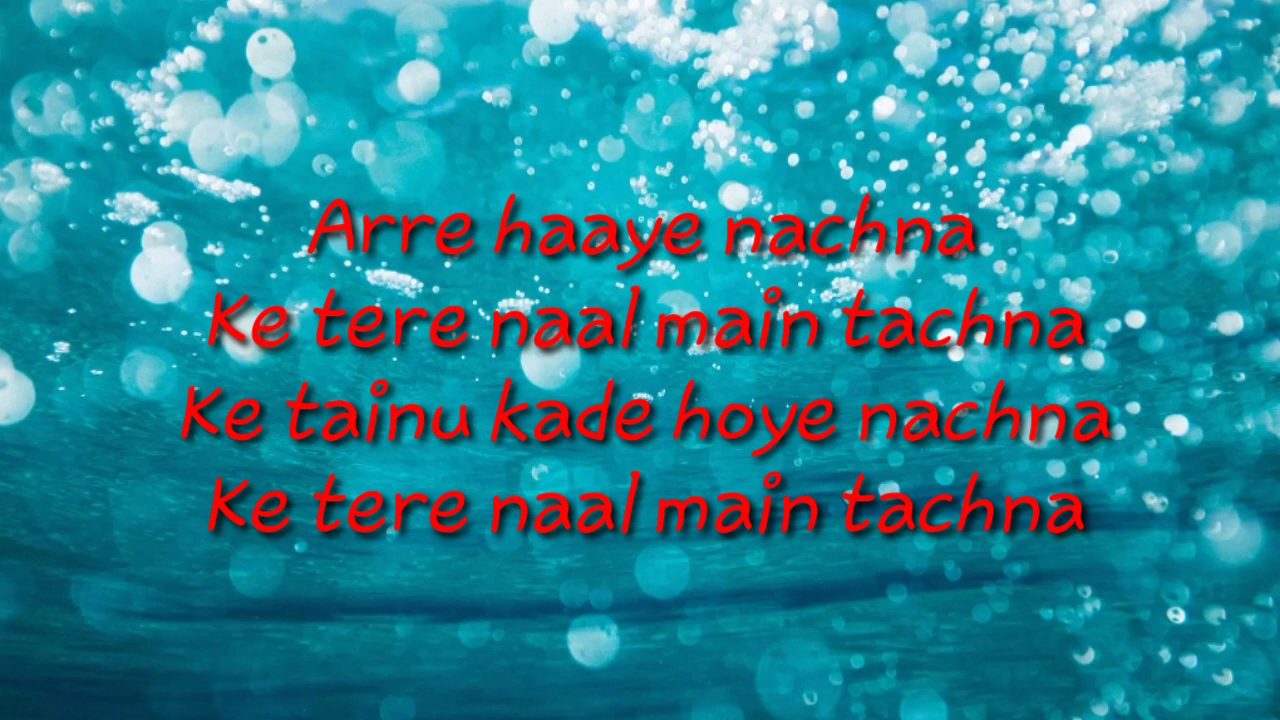 Arre haaye nachna
Ke tere naal main tachna
Ke tainu kade hoye nachna
Ke tere naal main tachna